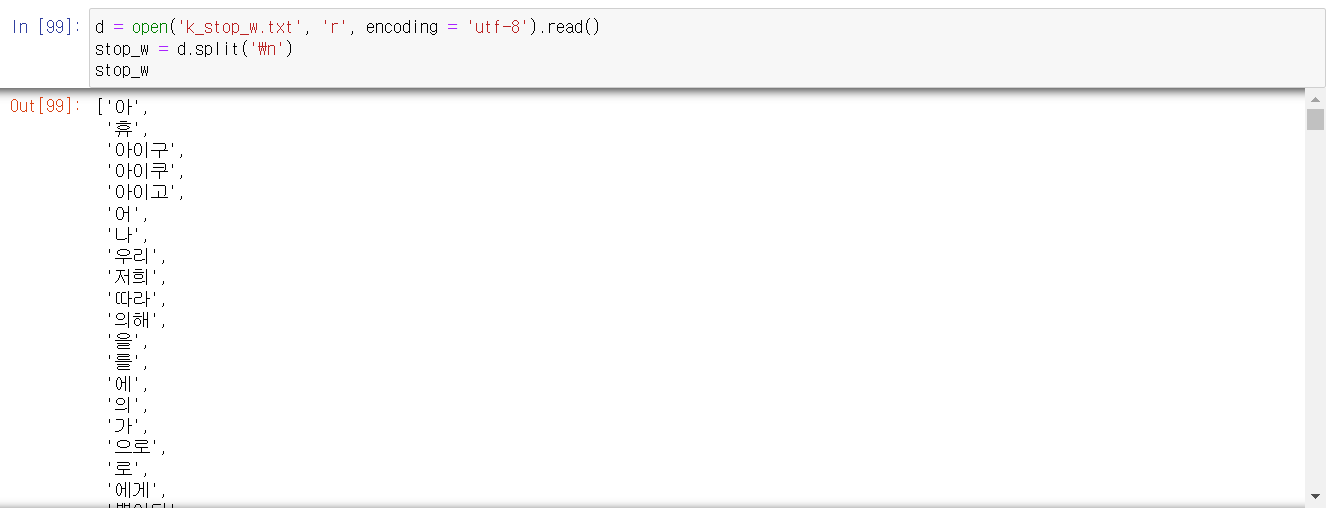 In [99]: d = open('k_stop_w.txt', 'r', encoding = 'utf-8').read()
stop_w = d.split('₩n')
stop_w
Out[99]: ['아',
'휴',
'아이구',
'아이쿠',
'아이고',
'어',
'나',
'우리',
'저희',
'따라',
'의해',
'을',
'를',
'에',
'의',
'가',
'으로',
'로',
'에게',